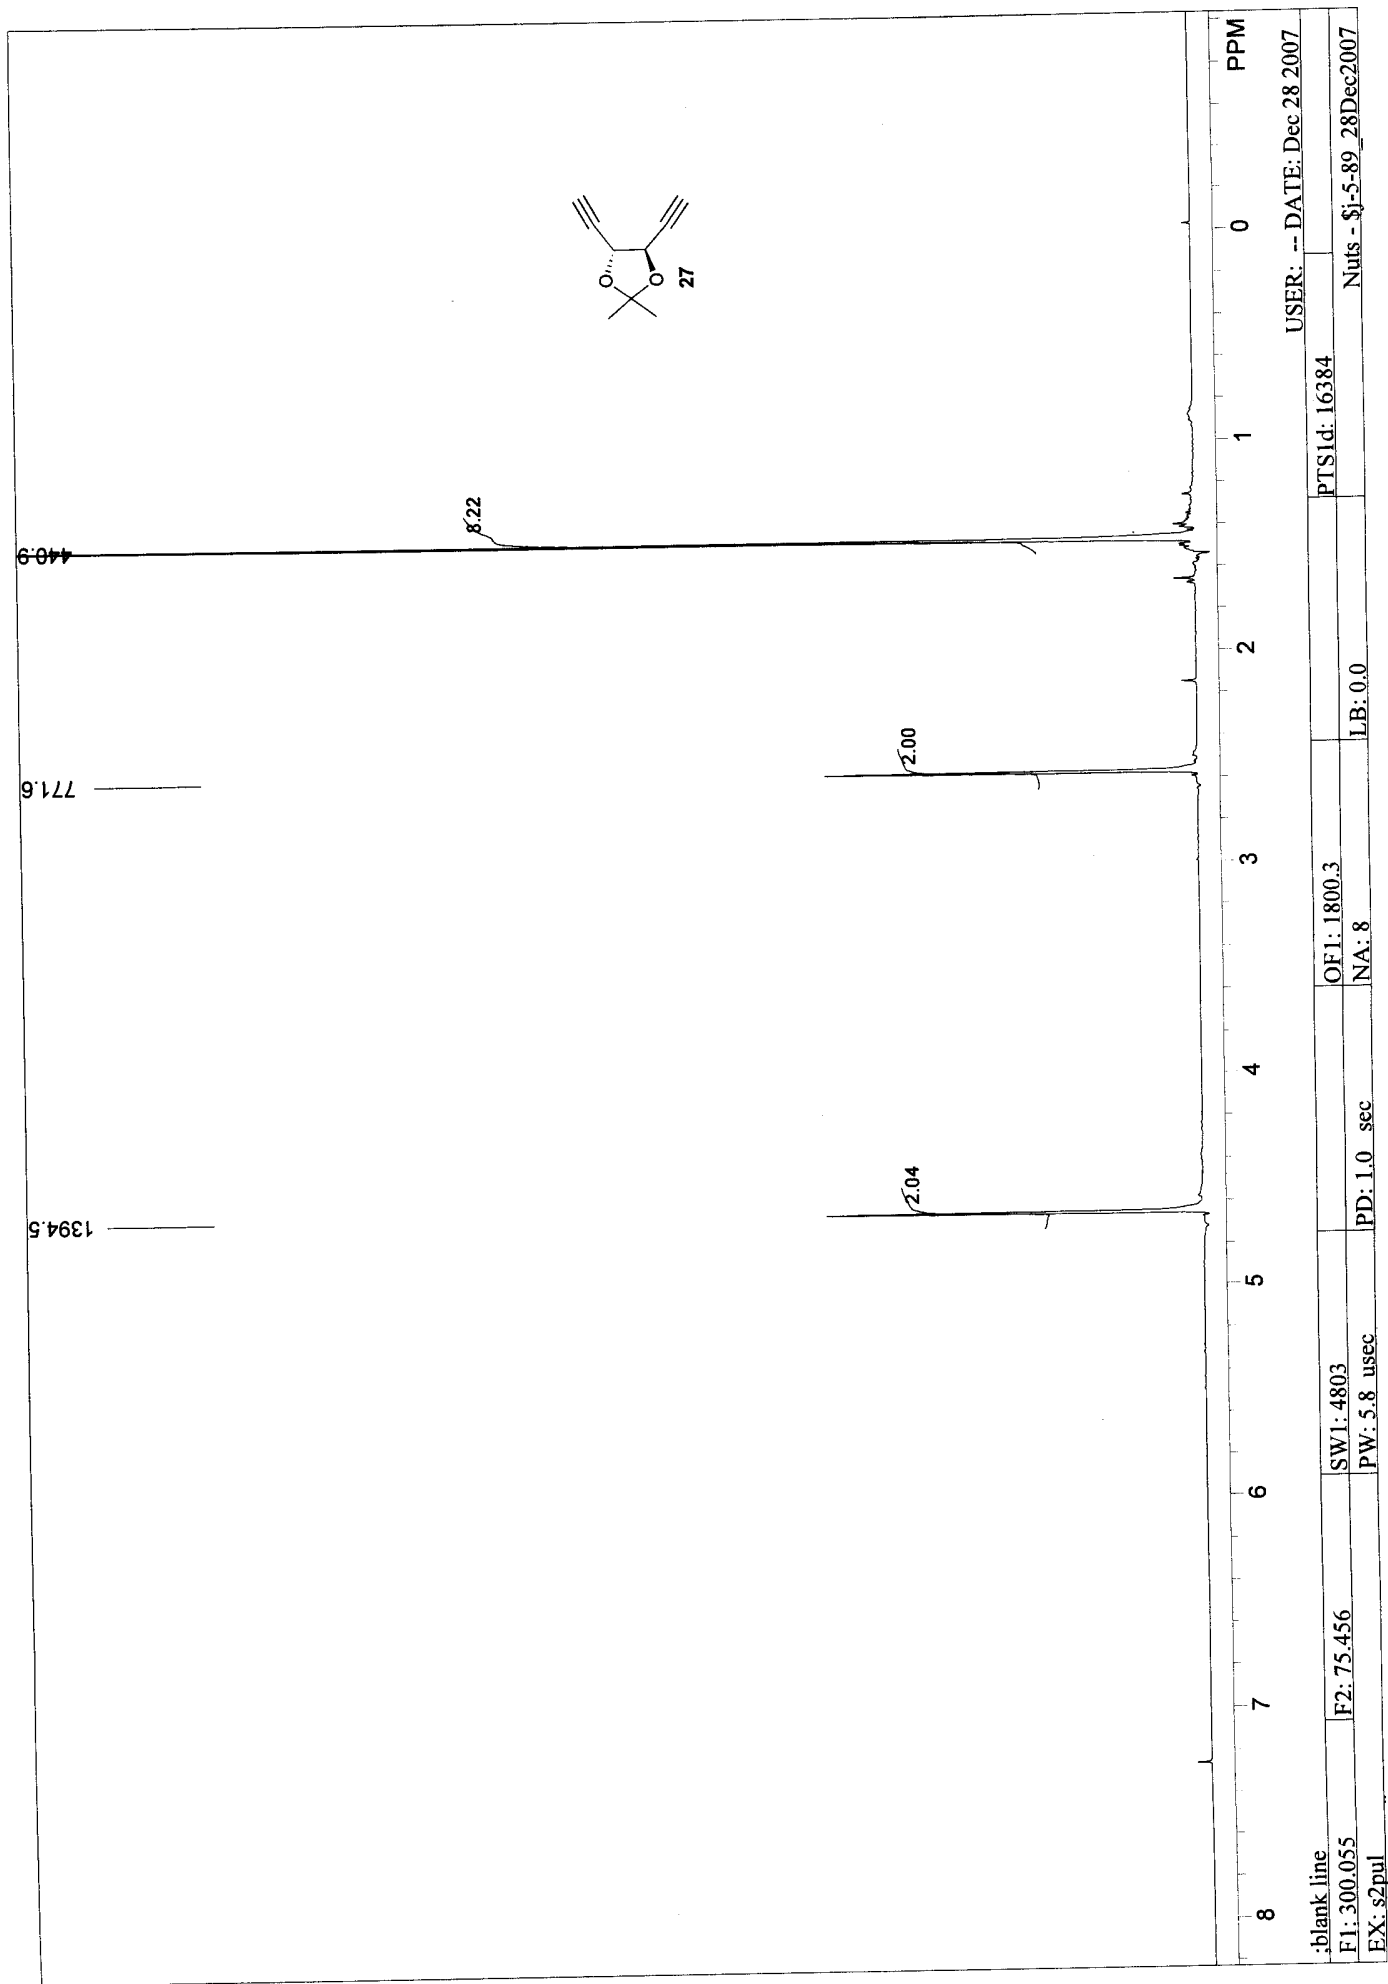 1394.5
771.6
440.9
2.04
2.00
8.22
O
O
27
8
7
6
5
4
3
2
1
0
PPM
USER: -- DATE: Dec 28 2007
;blank line
F1: 300.055
F2: 75.456
SW1: 4803
OF1: 1800.3
PTS1d: 16384
EX: s2pul
PW: 5.8 usec
PD: 1.0 sec
NA: 8
LB: 0.0
Nuts - $j-5-89_28Dec2007